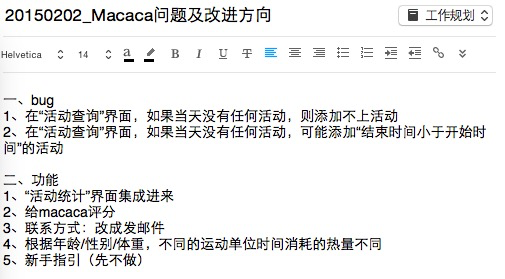 20150202_Macaca问题及改进方向
工作规划
Helvetica 14 a B I U T
一、bug
1、在“活动查询”界面，如果当天没有任何活动，则添加不上活动
2、在“活动查询”界面，如果当天没有任何活动，可能添加“结束时间小于开始时
间”的活动
二、功能
1、“活动统计”界面集成进来
2、给macaca评分
3、联系方式：改成发邮件
4、根据年龄/性别/体重，不同的运动单位时间消耗的热量不同
5、新手指引（先不做）